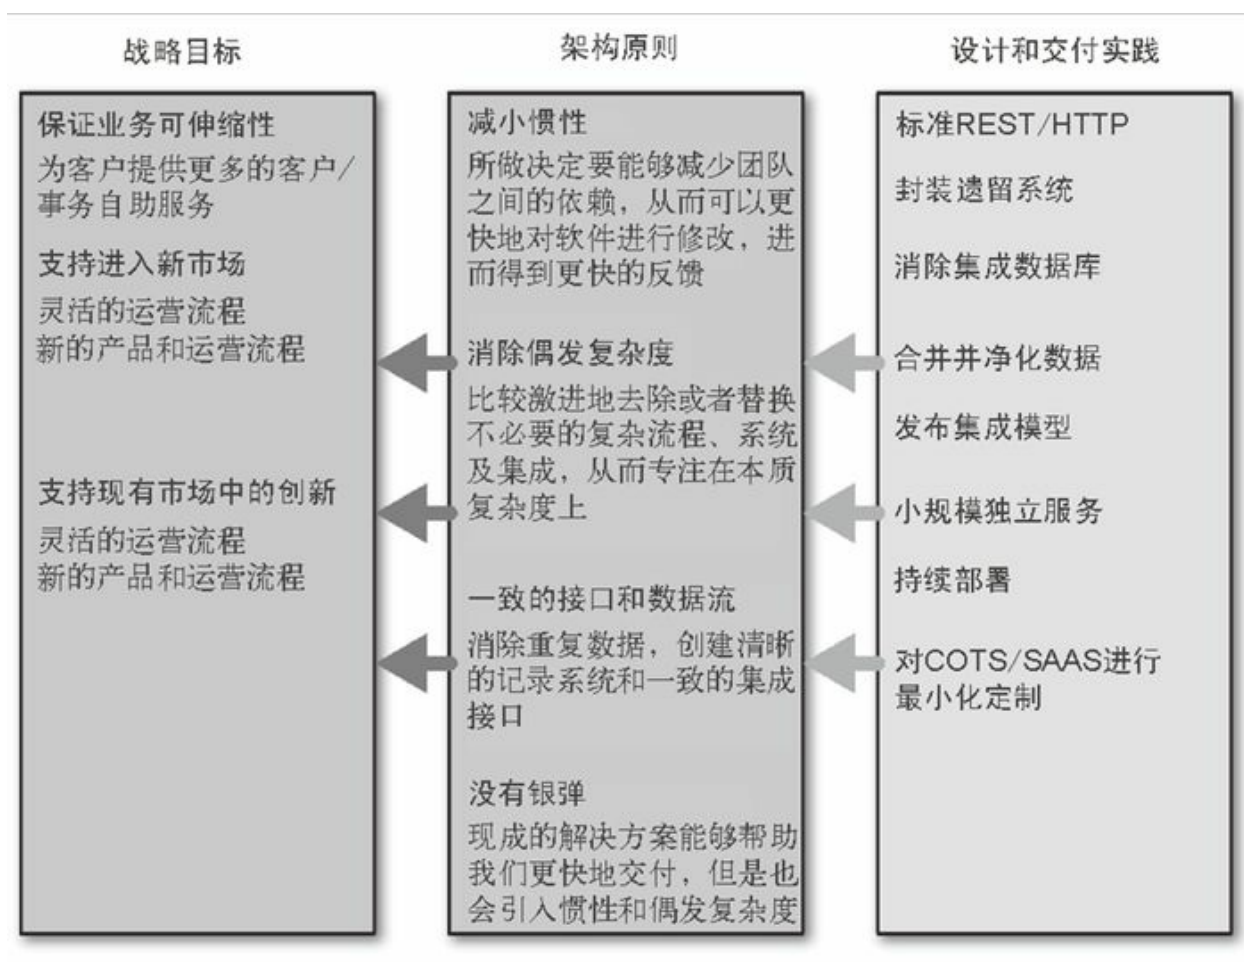 战略目标
保证业务可伸缩性
为客户提供更多的客户/
事务自助服务
支持进入新市场
灵活的运营流程
新的产品和运营流程
支持现有市场中的创新
灵活的运营流程
新的产品和运营流程
架构原则
减小惯性
所做决定要能够减少团队
之间的依赖，从而可以更
快地对软件进行修改，进
而得到更快的反馈
消除偶发复杂度
比较激进地去除或者替换
不必要的复杂流程、系统
及集成，从而专注在本质
复杂度上
一致的接口和数据流
消除重复数据，创建清晰
的记录系统和一致的集成
接口
没有银弹
现成的解决方案能够帮助
我们更快地交付，但是也
会引入惯性和偶发复杂度
设计和交付实践
标准REST/HTTP
封装遗留系统
消除集成数据库
合并并净化数据
发布集成模型
小规模独立服务
持续部署
对COTS/SAAS进行
最小化定制